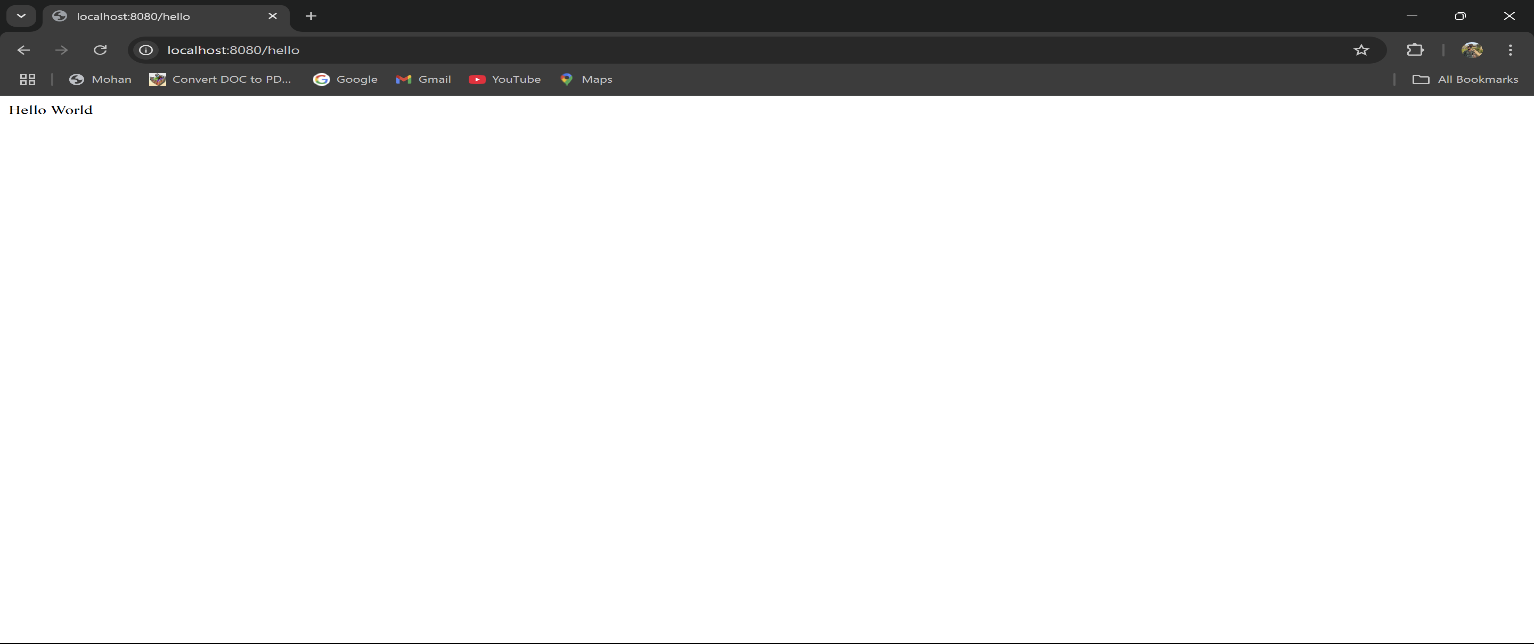 localhost:8080/hello
localhost:8080/hello
Mohan Convert DOC to PD... Google Gmail YouTube Maps All Bookmarks
Hello World